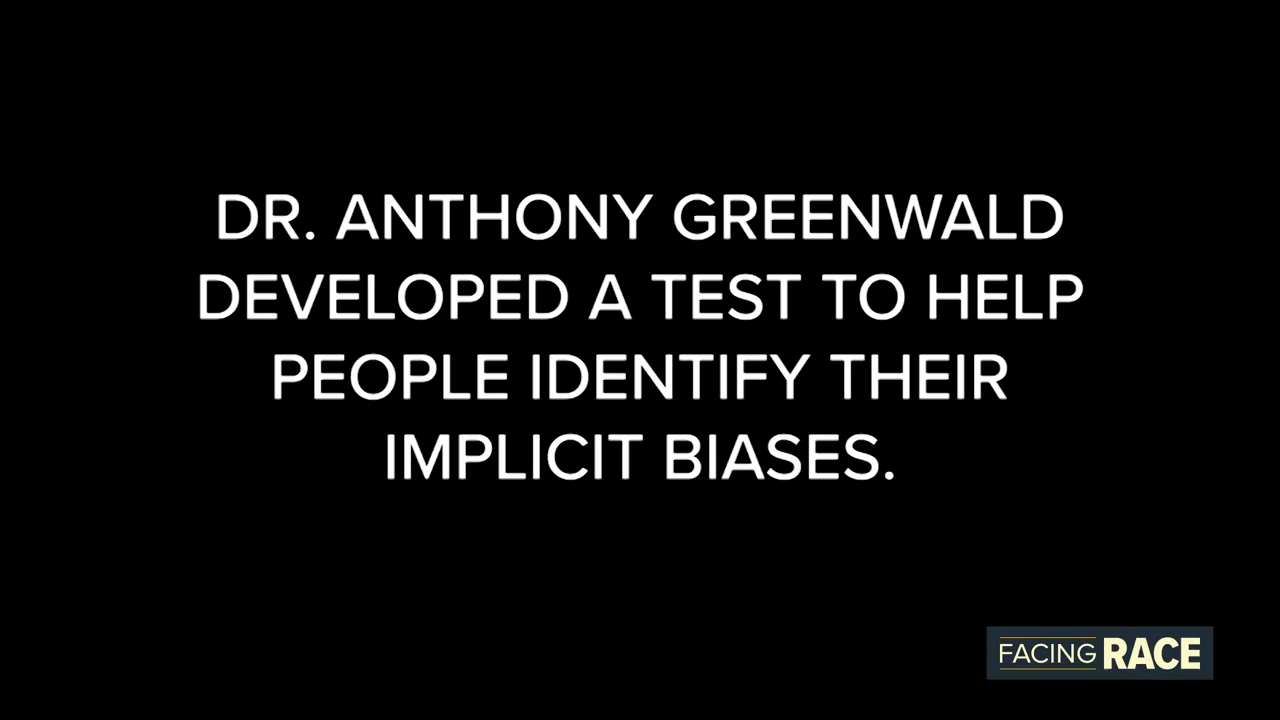 DR. ANTHONY GREENWALD
DEVELOPED A TEST TO HELP
PEOPLE IDENTIFY THEIR
IMPLICIT BIASES.
FACING RACE